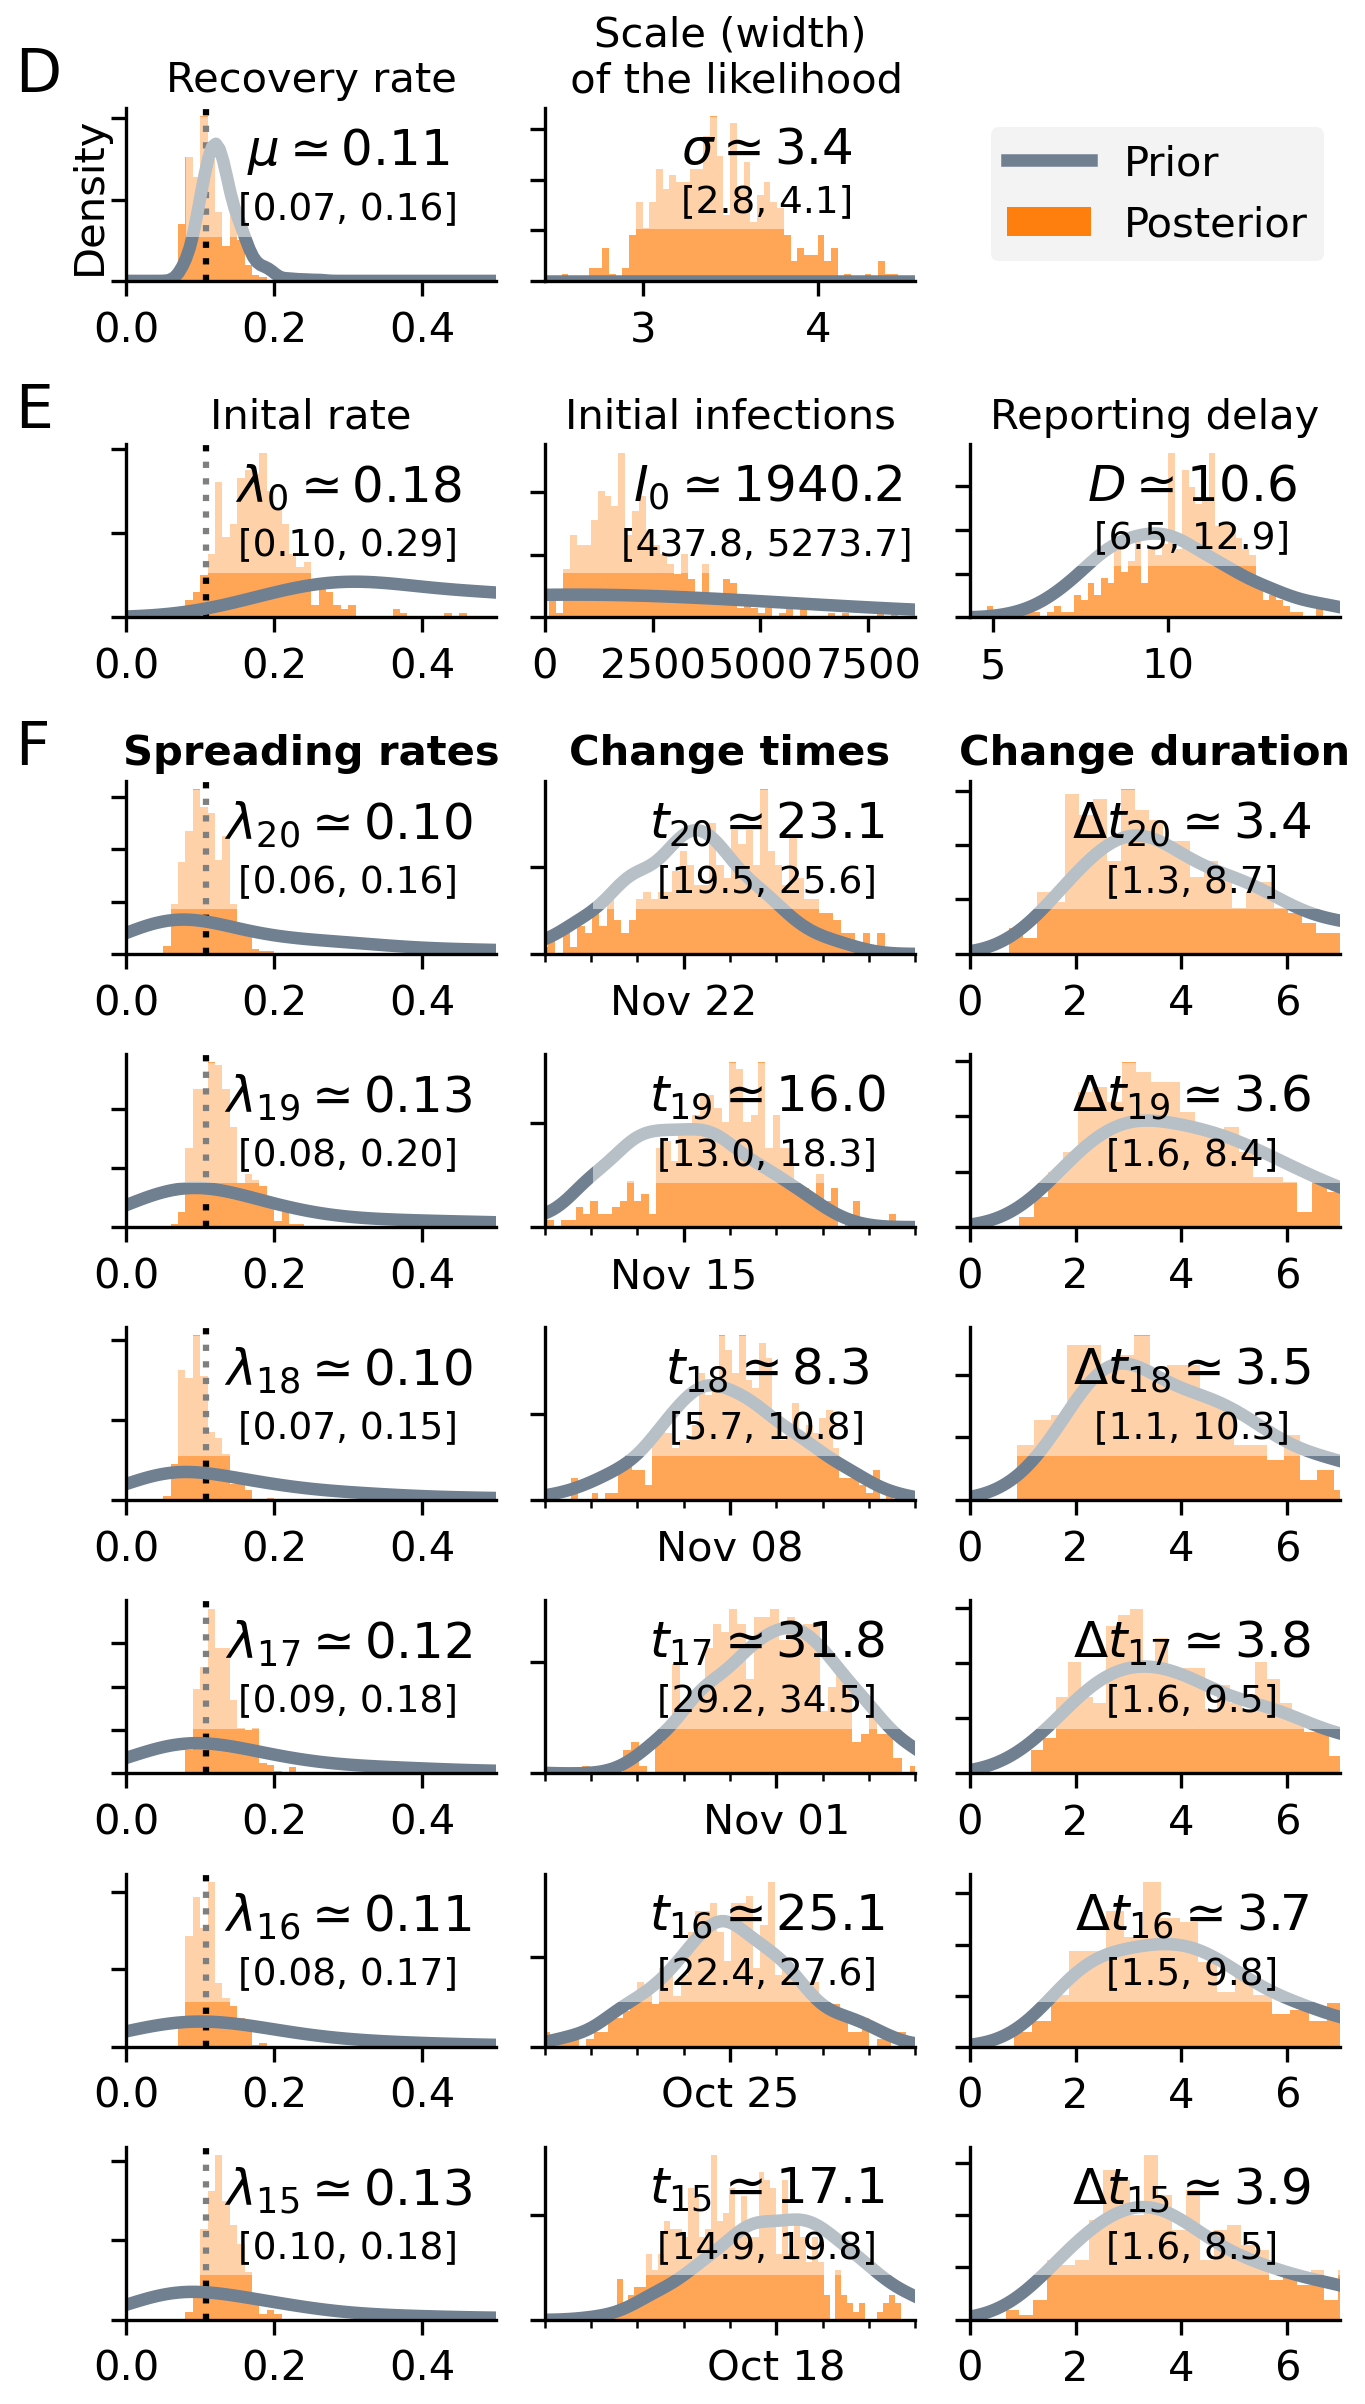 D
Recovery rate
Scale (width)
of the likelihood
Density
μ ≃ 0.11
[0.07, 0.16]
0.0 0.2 0.4
σ ≃ 3.4
[2.8, 4.1]
3 4
Prior
Posterior
E
Inital rate
λ0 ≃ 0.18
[0.10, 0.29]
0.0 0.2 0.4
Initial infections
I0 ≃ 1940.2
[437.8, 5273.7]
0 2500 5000 7500
Reporting delay
D ≃ 10.6
[6.5, 12.9]
5 10
F
Spreading rates
Change times
Change duration
λ20 ≃ 0.10
[0.06, 0.16]
0.0 0.2 0.4
t20 ≃ 23.1
[19.5, 25.6]
Nov 22
Δt20 ≃ 3.4
[1.3, 8.7]
0 2 4 6
λ19 ≃ 0.13
[0.08, 0.20]
0.0 0.2 0.4
t19 ≃ 16.0
[13.0, 18.3]
Nov 15
Δt19 ≃ 3.6
[1.6, 8.4]
0 2 4 6
λ18 ≃ 0.10
[0.07, 0.15]
0.0 0.2 0.4
t18 ≃ 8.3
[5.7, 10.8]
Nov 08
Δt18 ≃ 3.5
[1.1, 10.3]
0 2 4 6
λ17 ≃ 0.12
[0.09, 0.18]
0.0 0.2 0.4
t17 ≃ 31.8
[29.2, 34.5]
Nov 01
Δt17 ≃ 3.8
[1.6, 9.5]
0 2 4 6
λ16 ≃ 0.11
[0.08, 0.17]
0.0 0.2 0.4
t16 ≃ 25.1
[22.4, 27.6]
Oct 25
Δt16 ≃ 3.7
[1.5, 9.8]
0 2 4 6
λ15 ≃ 0.13
[0.10, 0.18]
0.0 0.2 0.4
t15 ≃ 17.1
[14.9, 19.8]
Oct 18
Δt15 ≃ 3.9
[1.6, 8.5]
0 2 4 6